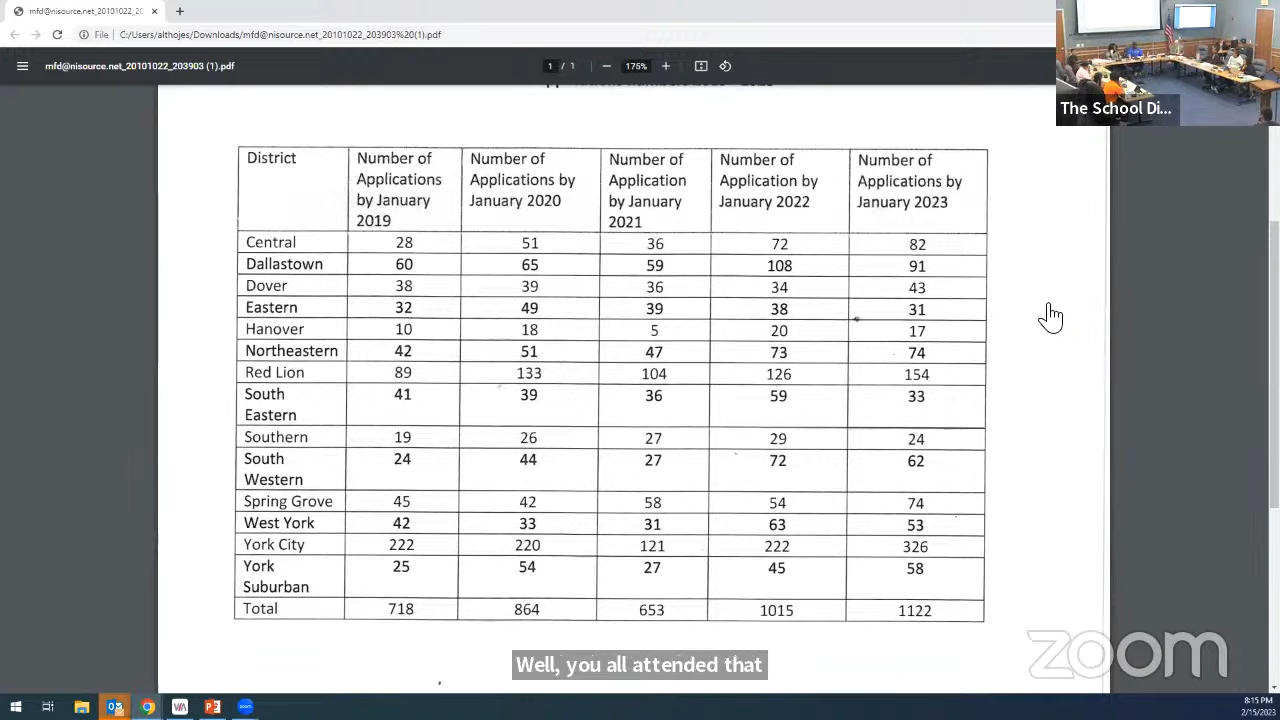 mfd@nisource.net_20101022_203
File C:/Users/althojes/Downloads/mfd@nisource.net_20101022_203903%20(1).pdf
mfd@nisource.net_20101022_203903 (1).pdf
1 / 1
175%
The School Di...
District
Number of
Applications
by January
2019
Number of
Applications by
January 2020
Number of
Application
by January
2021
Number of
Application by
January 2022
Number of
Applications by
January 2023
Central 28 51 36 72 82
Dallastown 60 65 59 108 91
Dover 38 39 36 34 43
Eastern 32 49 39 38 31
Hanover 10 18 5 20 17
Northeastern 42 51 47 73 74
Red Lion 89 133 104 126 154
South 41 39 36 59 33
Eastern
Southern 19 26 27 29 24
South 24 44 27 72 62
Western
Spring Grove 45 42 58 54 74
West York 42 33 31 63 53
York City 222 220 121 222 326
York 25 54 27 45 58
Suburban
Total 718 864 653 1015 1122
zoom
Well, you all attended that
8:15 PM
2/15/2023